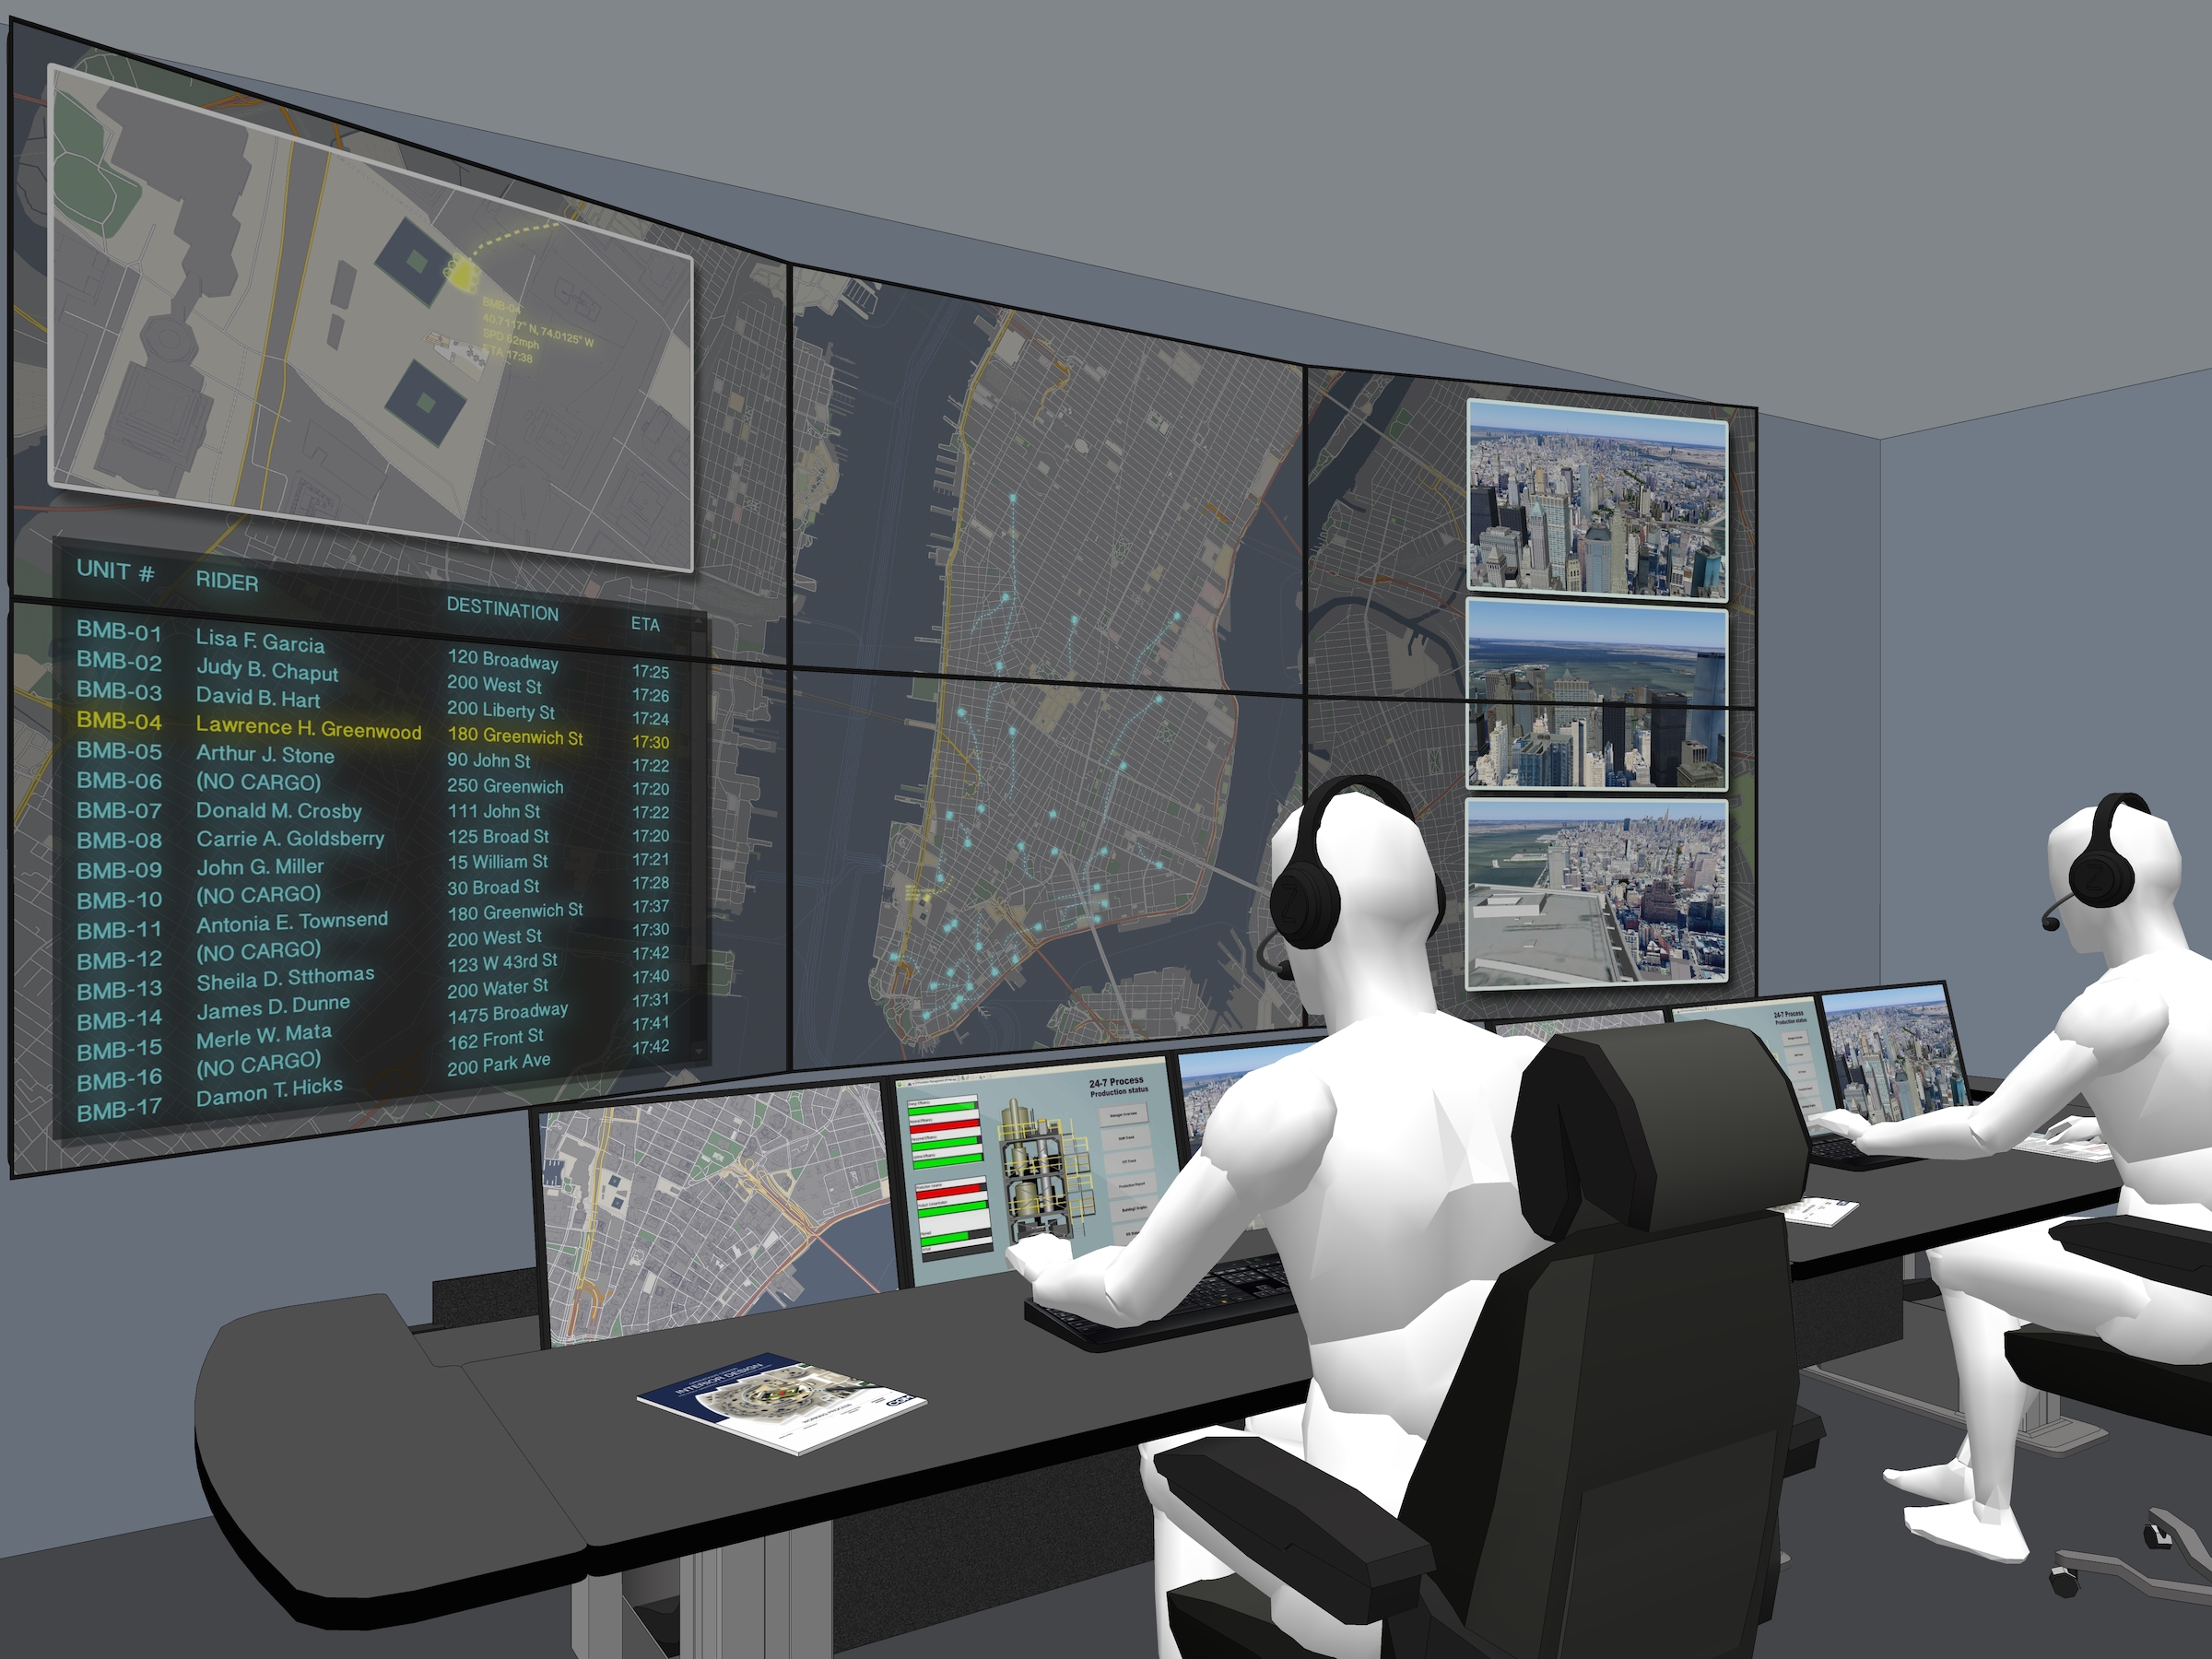 BMB-04
40.7117° N, 74.0125° W
SPD 62mph
ETA 17:38
UNIT # RIDER DESTINATION ETA
BMB-01 Lisa F. Garcia 120 Broadway 17:25
BMB-02 Judy B. Chaput 200 West St 17:26
BMB-03 David B. Hart 200 Liberty St 17:24
BMB-04 Lawrence H. Greenwood 180 Greenwich St 17:30
BMB-05 Arthur J. Stone 90 John St 17:22
BMB-06 (NO CARGO) 250 Greenwich 17:20
BMB-07 Donald M. Crosby 111 John St 17:22
BMB-08 Carrie A. Goldsberry 125 Broad St 17:20
BMB-09 John G. Miller 15 William St 17:21
BMB-10 (NO CARGO) 30 Broad St 17:28
BMB-11 Antonia E. Townsend 180 Greenwich St 17:37
BMB-12 (NO CARGO) 200 West St 17:30
BMB-13 Sheila D. Stthomas 123 W 43rd St 17:42
BMB-14 James D. Dunne 200 Water St 17:40
BMB-15 Merle W. Mata 1475 Broadway 17:31
BMB-16 (NO CARGO) 162 Front St 17:41
BMB-17 Damon T. Hicks 200 Park Ave 17:42
24-7 Process
Production status
24-7 Process
Production status
INTERIOR DESIGN
Z
Z